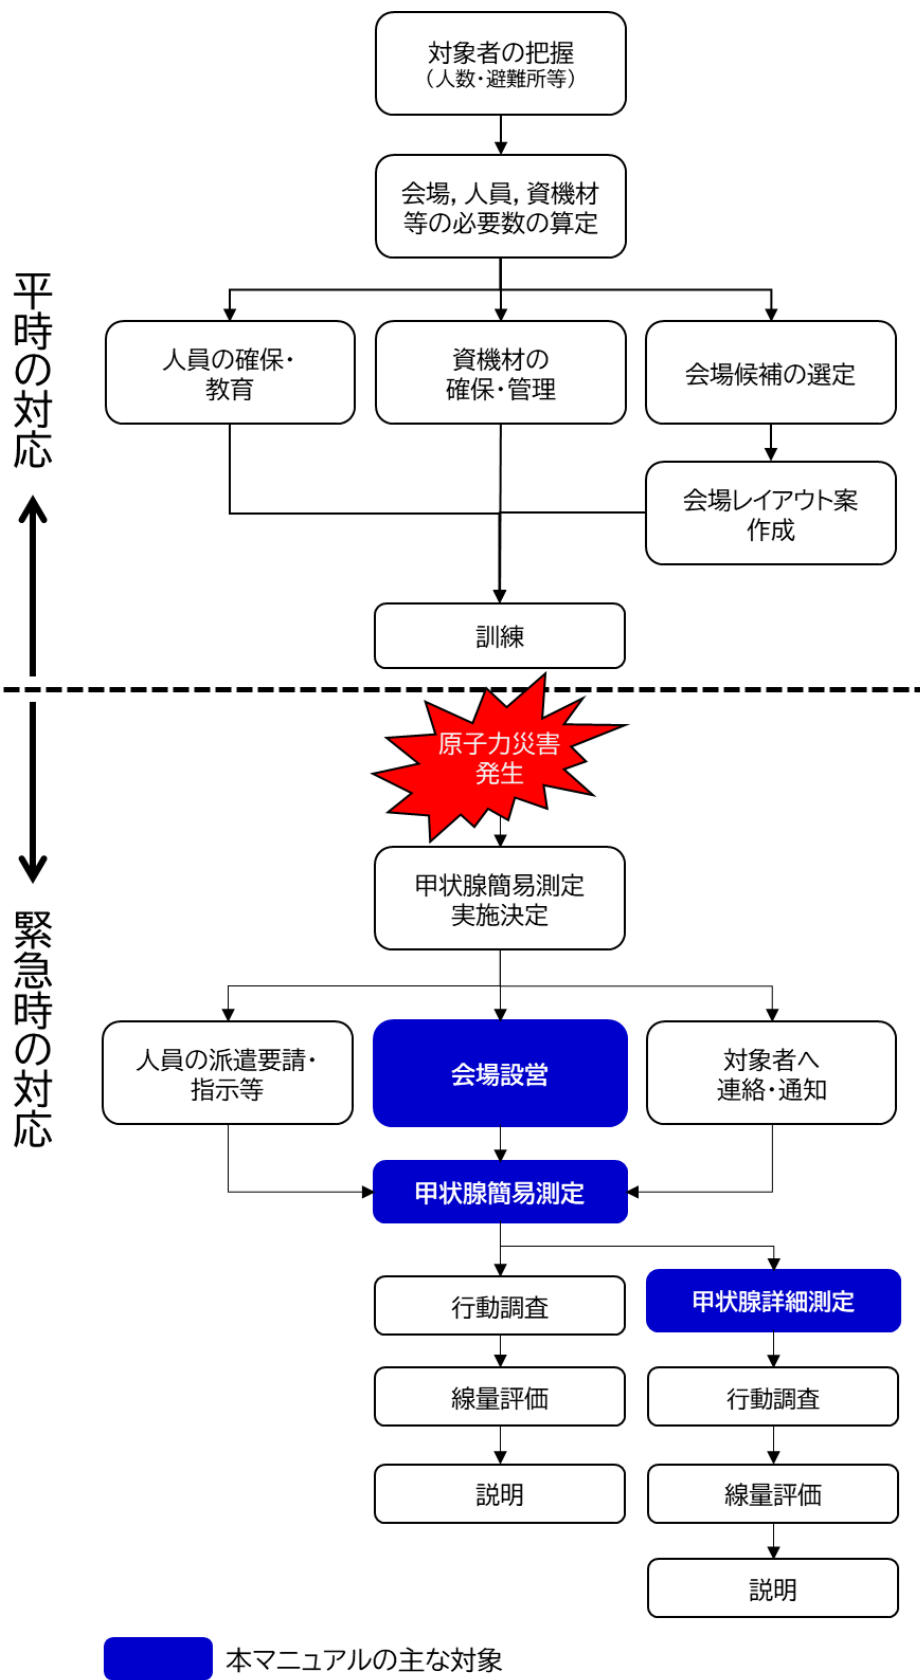 対象者の把握
（人数・避難所等）
会場, 人員, 資機材
等の必要数の算定
平時の対応
人員の確保・
教育
資機材の
確保・管理
会場候補の選定
会場レイアウト案
作成
訓練
原子力災害
発生
緊急時の対応
甲状腺簡易測定
実施決定
人員の派遣要請・
指示等
会場設営
対象者へ
連絡・通知
甲状腺簡易測定
行動調査
線量評価
説明
甲状腺詳細測定
行動調査
線量評価
説明
本マニュアルの主な対象